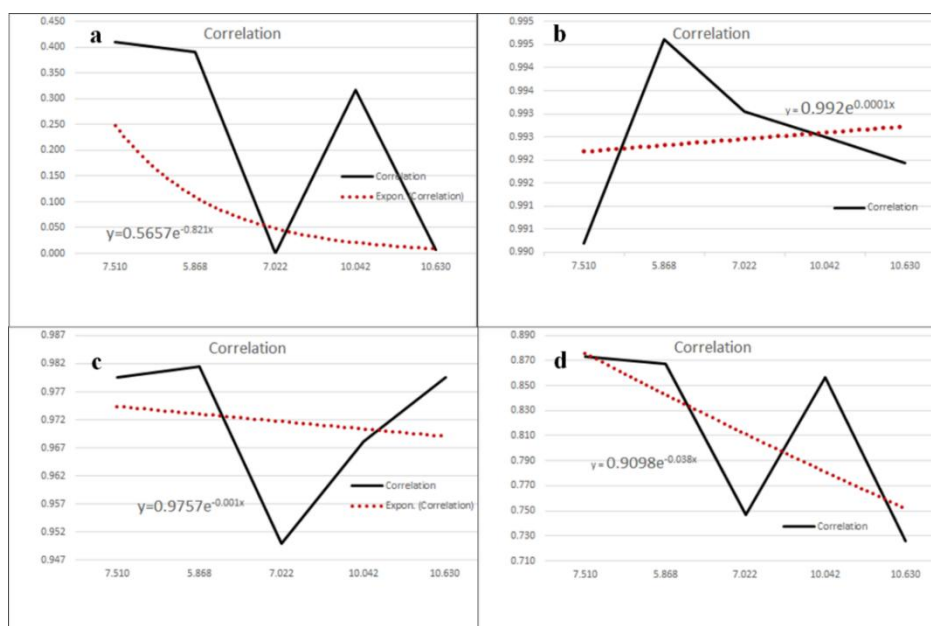 a
Correlation
0.450
0.400
0.350
0.300
0.250
0.200
0.150
0.100
0.050
0.000
Correlation
Expon. (Correlation)
y=0.5657e-0.821x
7.510 5.868 7.022 10.042 10.630
b
Correlation
0.995
0.994
0.994
0.993
0.993
0.992
0.992
0.991
0.991
0.990
y = 0.992e0.0001x
Correlation
7.510 5.868 7.022 10.042 10.630
c
Correlation
0.987
0.982
0.977
0.972
0.967
0.962
0.957
0.952
0.947
Correlation
Expon. (Correlation)
y=0.9757e-0.001x
7.510 5.868 7.022 10.042 10.630
d
Correlation
0.890
0.870
0.850
0.830
0.810
0.790
0.770
0.750
0.730
0.710
y = 0.9098e-0.038x
Correlation
7.510 5.868 7.022 10.042 10.630